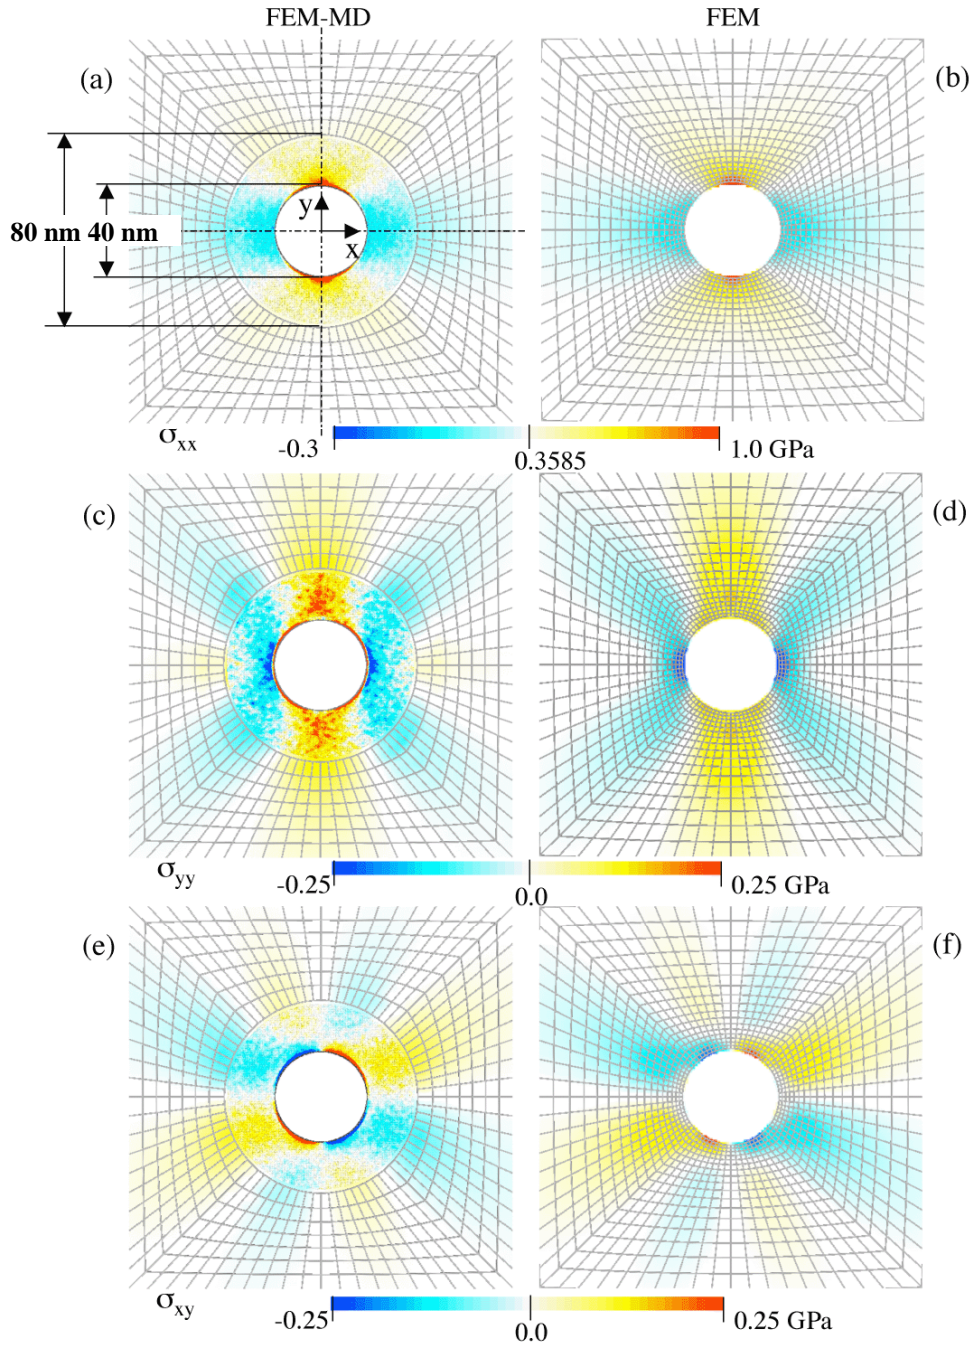 FEM-MD FEM
(a) (b)
80 nm 40 nm
y
x
σxx -0.3 0.3585 1.0 GPa
(c) (d)
σyy -0.25 0.0 0.25 GPa
(e) (f)
σxy -0.25 0.0 0.25 GPa